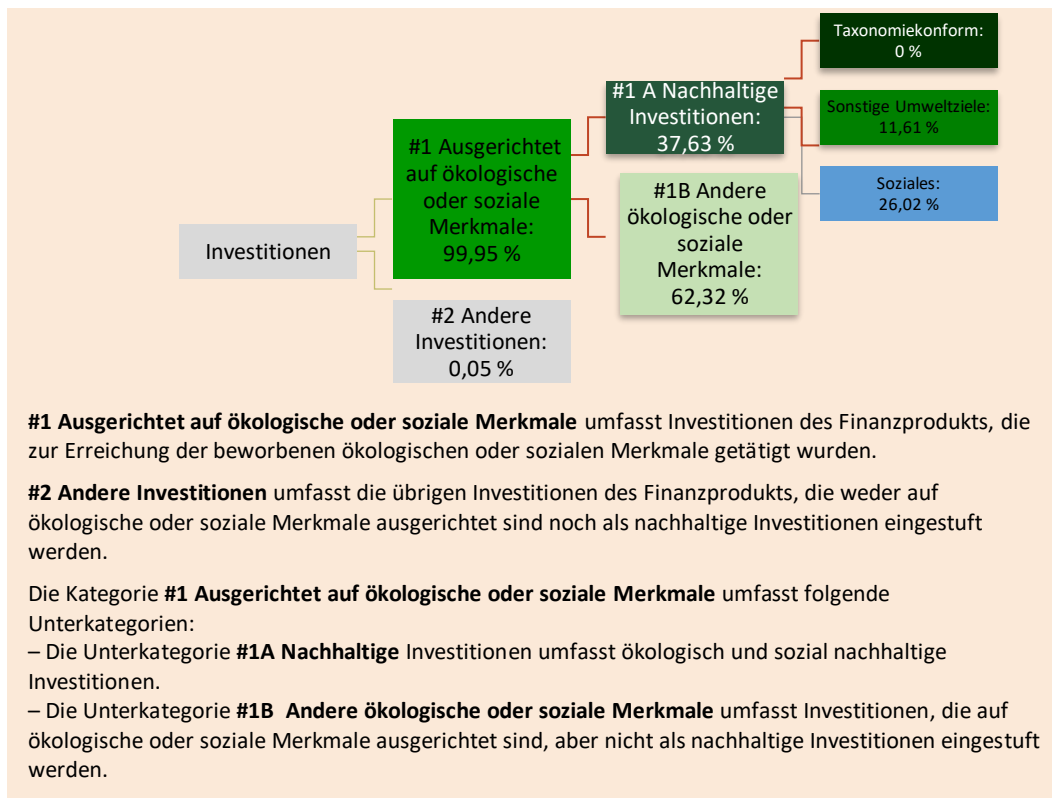 Taxonomiekonform:
0 %
#1 A Nachhaltige
Investitionen:
37,63 %
Sonstige Umweltziele:
11,61 %
#1 Ausgerichtet
auf ökologische
oder soziale
Merkmale:
99,95 %
Soziales:
26,02 %
#1B Andere
ökologische oder
soziale
Merkmale:
62,32 %
Investitionen
#2 Andere
Investitionen:
0,05 %
#1 Ausgerichtet auf ökologische oder soziale Merkmale umfasst Investitionen des Finanzprodukts, die
zur Erreichung der beworbenen ökologischen oder sozialen Merkmale getätigt wurden.
#2 Andere Investitionen umfasst die übrigen Investitionen des Finanzprodukts, die weder auf
ökologische oder soziale Merkmale ausgerichtet sind noch als nachhaltige Investitionen eingestuft
werden.
Die Kategorie #1 Ausgerichtet auf ökologische oder soziale Merkmale umfasst folgende
Unterkategorien:
– Die Unterkategorie #1A Nachhaltige Investitionen umfasst ökologisch und sozial nachhaltige
Investitionen.
– Die Unterkategorie #1B Andere ökologische oder soziale Merkmale umfasst Investitionen, die auf
ökologische oder soziale Merkmale ausgerichtet sind, aber nicht als nachhaltige Investitionen eingestuft
werden.